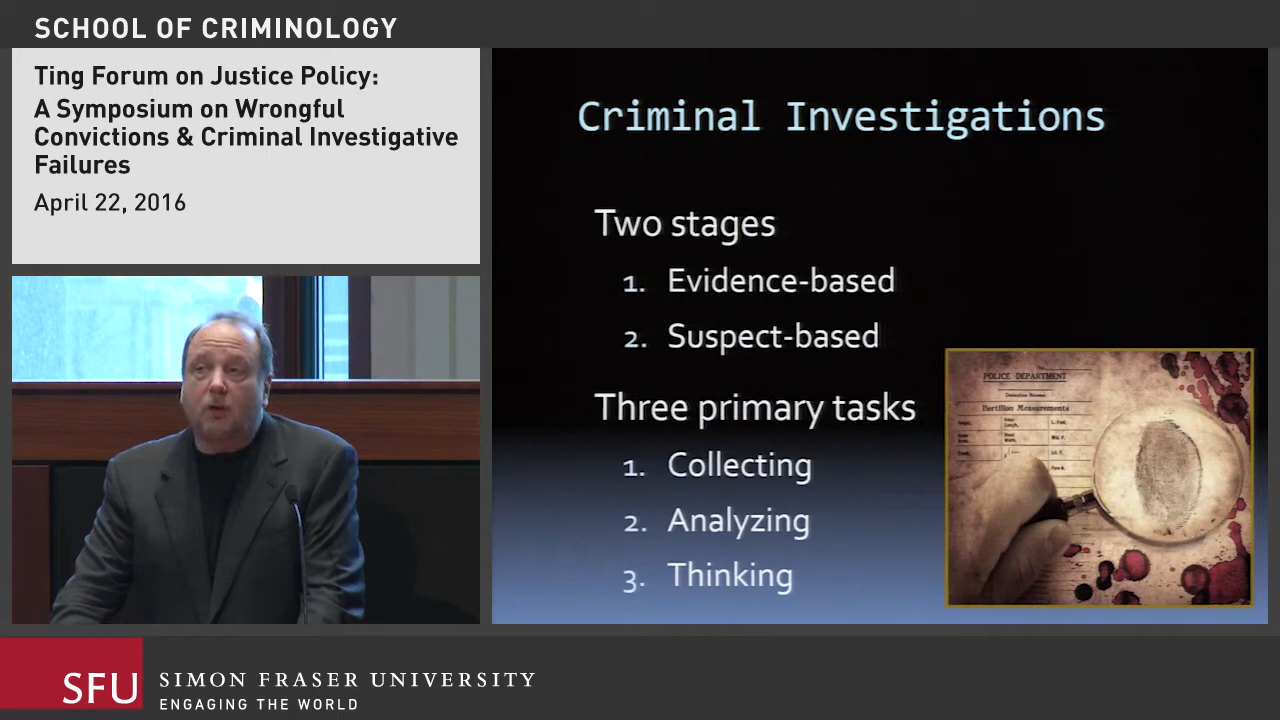 SCHOOL OF CRIMINOLOGY
Ting Forum on Justice Policy:
A Symposium on Wrongful
Convictions & Criminal Investigative
Failures
April 22, 2016
Criminal Investigations
Two stages
1. Evidence-based
2. Suspect-based
Three primary tasks
1. Collecting
2. Analyzing
3. Thinking
POLICE DEPARTMENT
Detective Bureau
Bertillon Measurements
SFU SIMON FRASER UNIVERSITY
ENGAGING THE WORLD